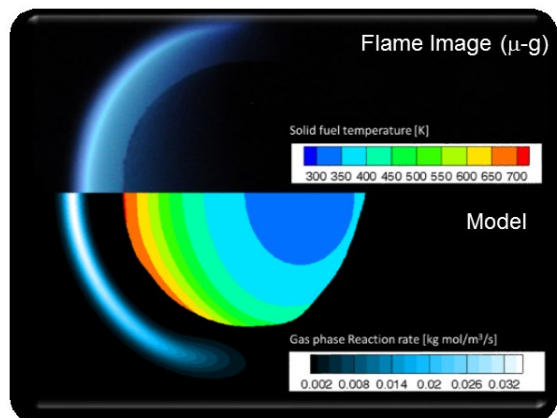 Flame Image (μ-g)
Solid fuel temperature [K]
300 350 400 450 500 550 600 650 700
Model
Gas phase Reaction rate [kg mol/m³/s]
0.002 0.008 0.014 0.02 0.026 0.032